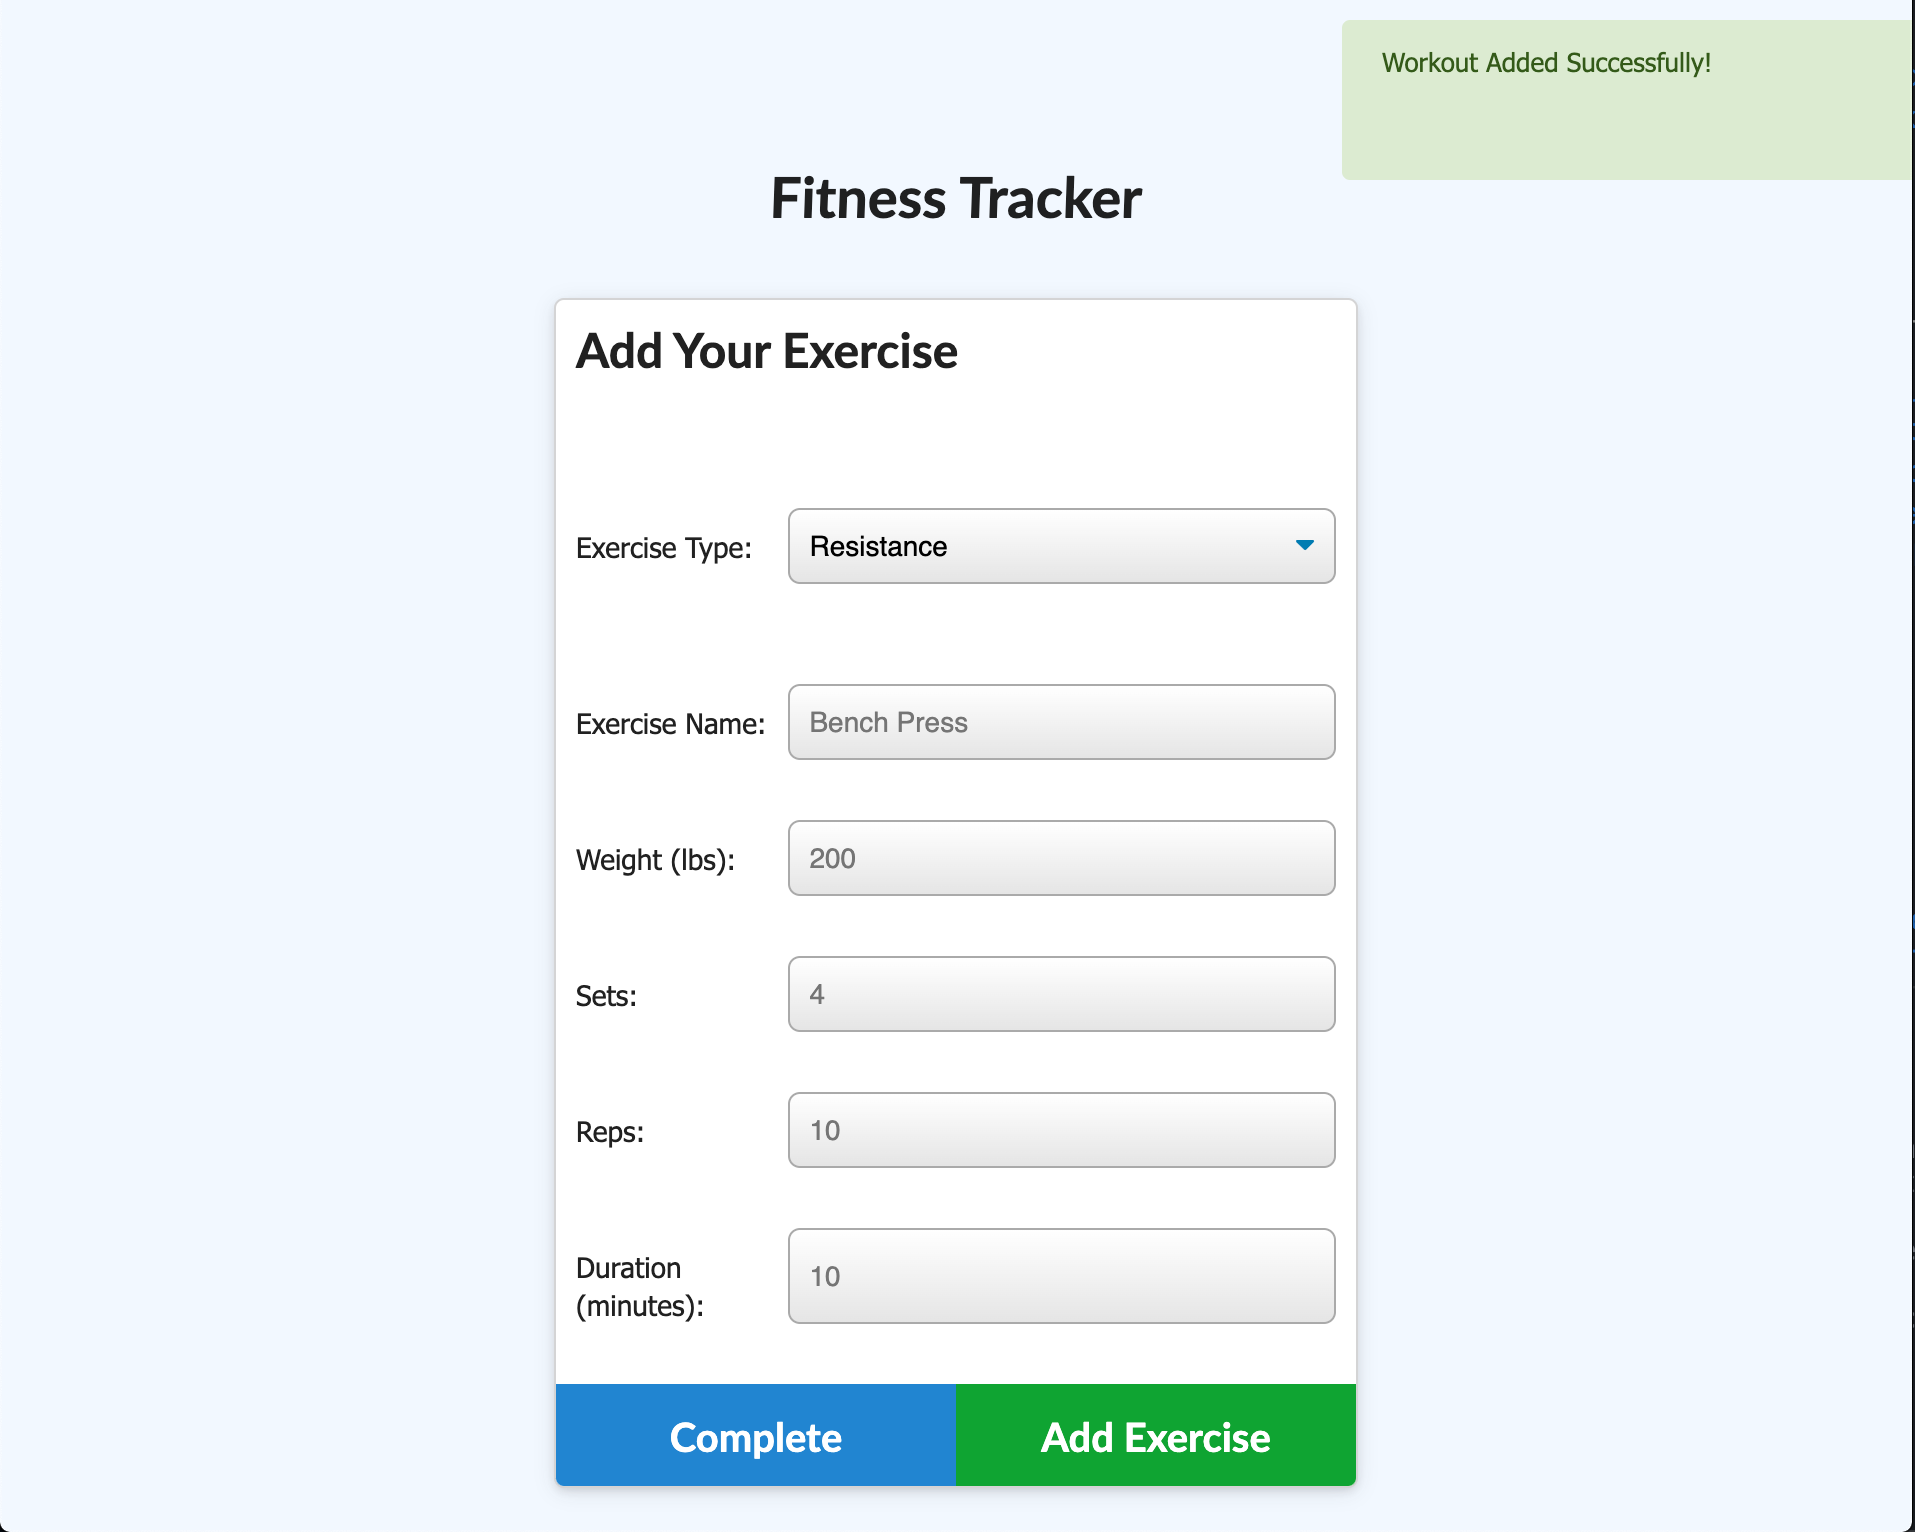 Workout Added Successfully!
Fitness Tracker
Add Your Exercise
Exercise Type:
Resistance
Exercise Name:
Bench Press
Weight (lbs):
200
Sets:
4
Reps:
10
Duration
(minutes):
10
Complete
Add Exercise